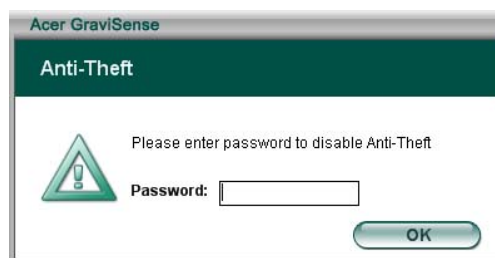 Acer GraviSense
Anti-Theft
Please enter password to disable Anti-Theft
Password:
OK